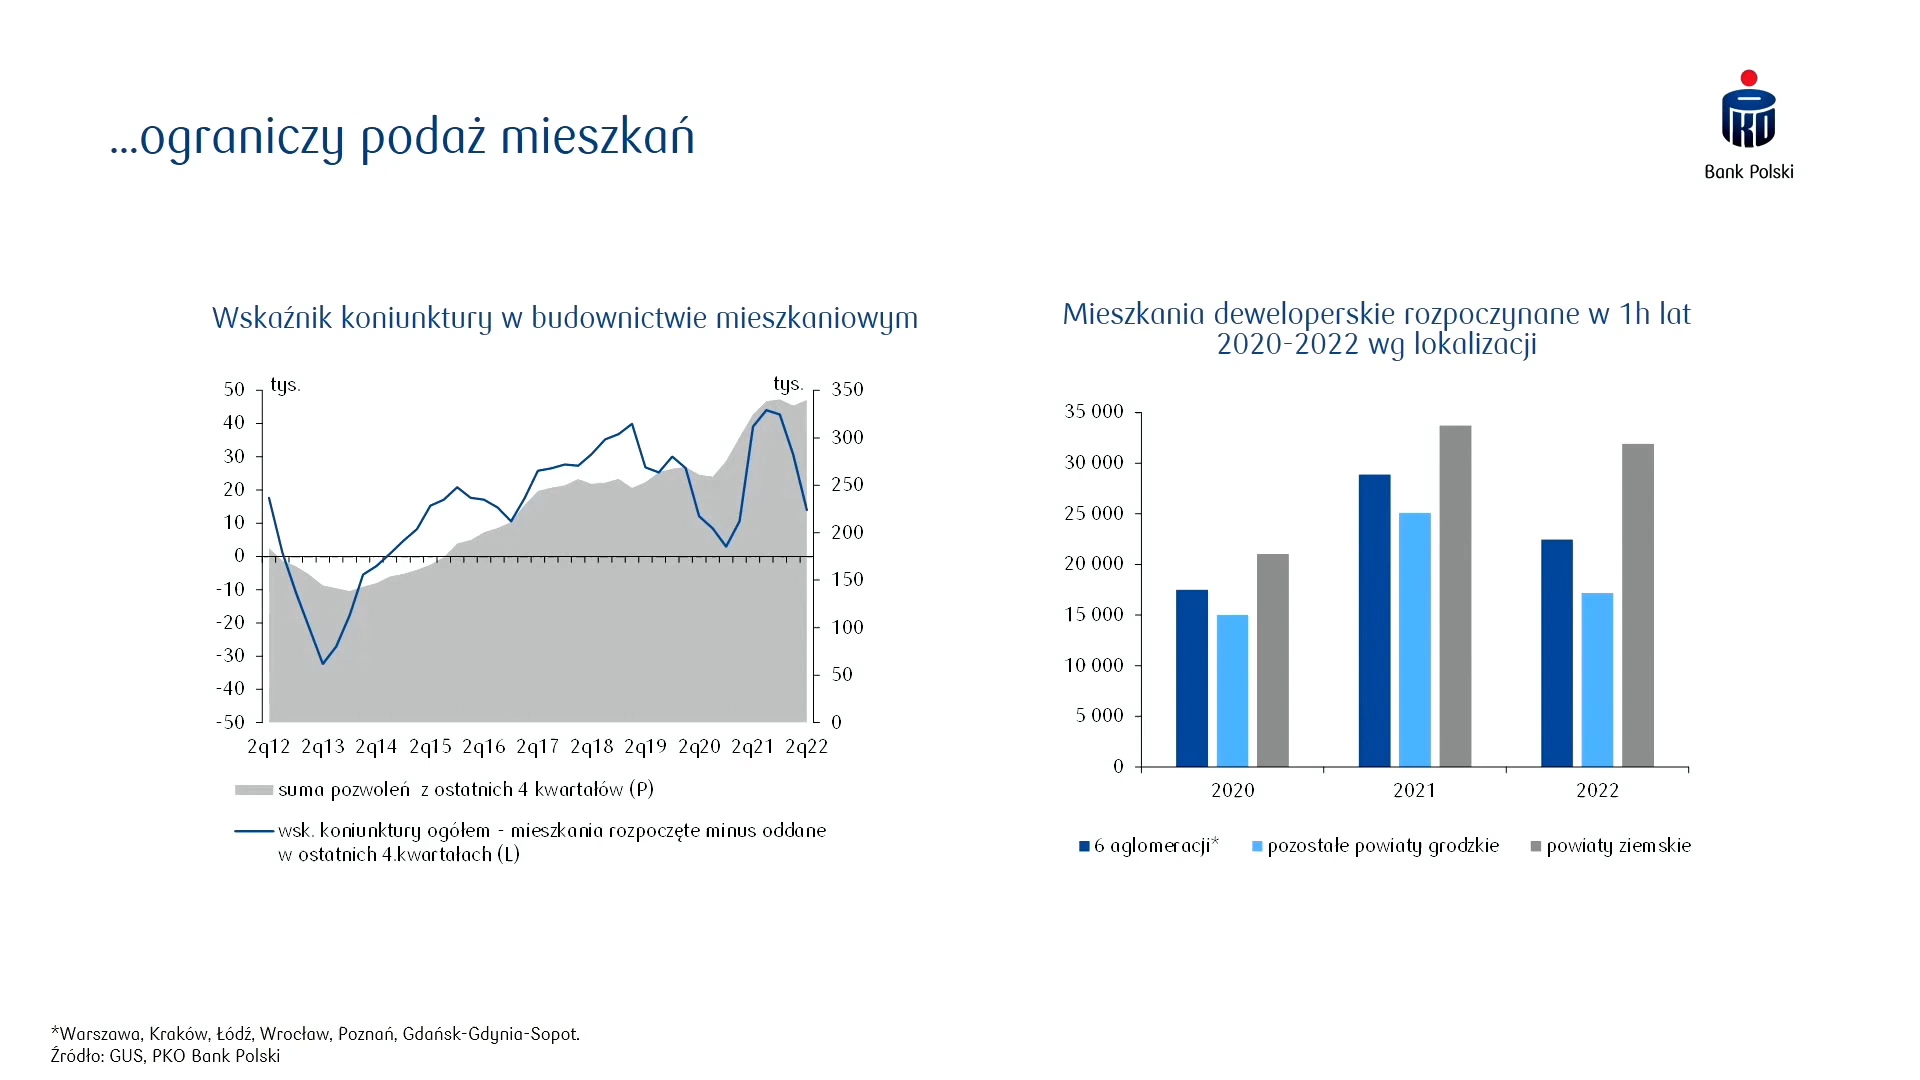 ...ograniczy podaż mieszkań
PKO
Bank Polski
Wskaźnik koniunktury w budownictwie mieszkaniowym
tys.
tys.
50
40
30
20
10
0
-10
-20
-30
-40
-50
350
300
250
200
150
100
50
0
2q12 2q13 2q14 2q15 2q16 2q17 2q18 2q19 2q20 2q21 2q22
suma pozwoleń z ostatnich 4 kwartałów (P)
wsk. koniunktury ogółem - mieszkania rozpoczęte minus oddane
w ostatnich 4.kwartałach (L)
Mieszkania deweloperskie rozpoczynane w 1h lat
2020-2022 wg lokalizacji
35 000
30 000
25 000
20 000
15 000
10 000
5 000
0
2020 2021 2022
6 aglomeracji* pozostałe powiaty grodzkie powiaty ziemskie
*Warszawa, Kraków, Łódź, Wrocław, Poznań, Gdańsk-Gdynia-Sopot.
Źródło: GUS, PKO Bank Polski